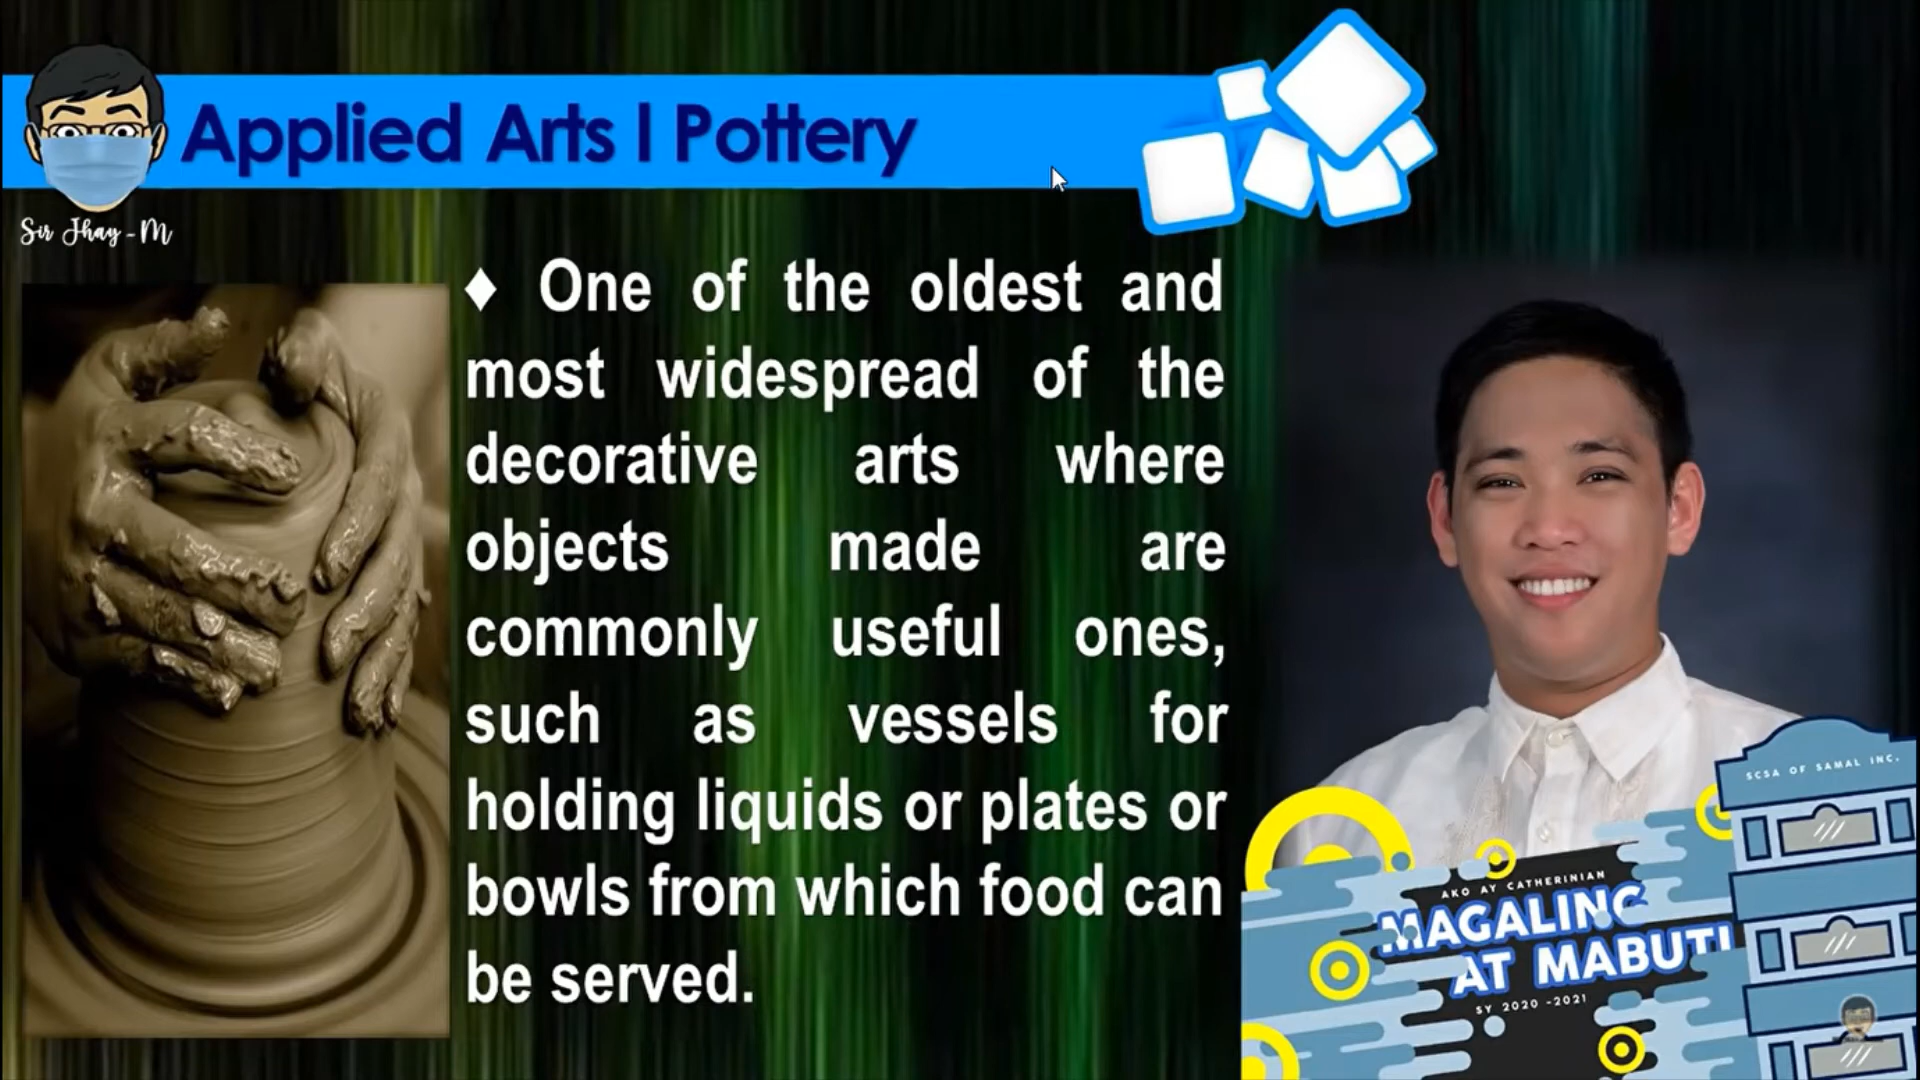 Applied Arts I Pottery
Sir Jhay-M
♦ One of the oldest and
most widespread of the
decorative arts where
objects made are
commonly useful ones,
such as vessels for
holding liquids or plates or
bowls from which food can
be served.
SCSA OF SAMAL INC.
AKO AY CATHERINIAN
MAGALING
AT MABUTI
SY 2020 -2021